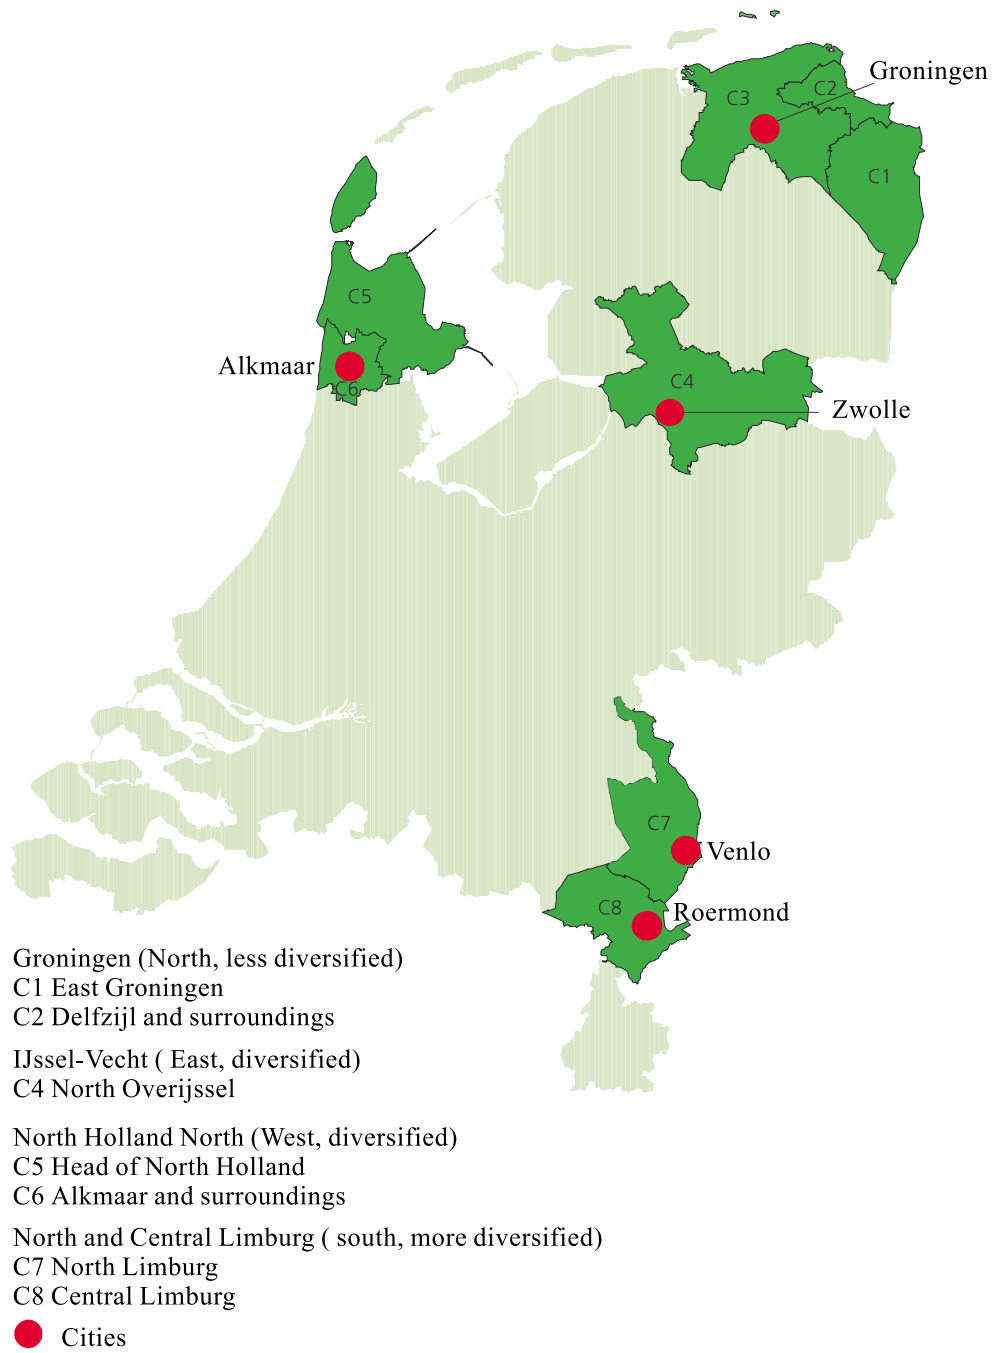 Groningen
C3
C2
C1
C5
Alkmaar
C6
C4
Zwolle
C7
Venlo
C8
Roermond
Groningen (North, less diversified)
C1 East Groningen
C2 Delfzijl and surroundings
IJssel-Vecht ( East, diversified)
C4 North Overijssel
North Holland North (West, diversified)
C5 Head of North Holland
C6 Alkmaar and surroundings
North and Central Limburg ( south, more diversified)
C7 North Limburg
C8 Central Limburg
Cities